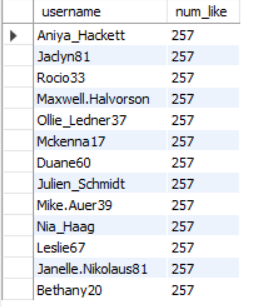 username num_like
Aniya_Hackett 257
Jaclyn81 257
Rocio33 257
Maxwell.Halvorson 257
Ollie_Ledner37 257
Mckenna17 257
Duane60 257
Julien_Schmidt 257
Mike.Auer39 257
Nia_Haag 257
Leslie67 257
Janelle.Nikolaus81 257
Bethany20 257